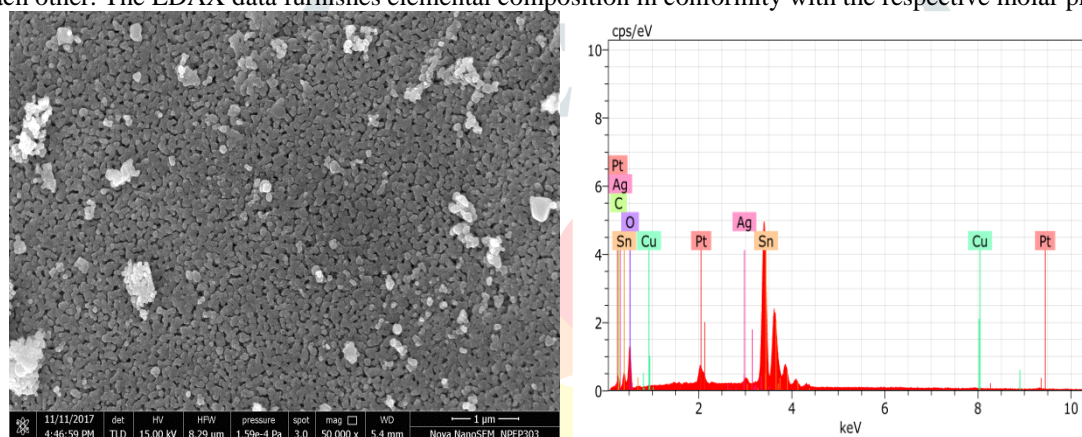 each other. The EDAX data furnishes elemental composition in conformity with the respective molar
11/11/2017 det HV HFW pressure spot mag WD 1 µm
4:46:59 PM TLD 15.00 kV 8.29 µm 1.59e-4 Pa 3.0 50 000 x 5.4 mm Nova NanoSEM NPEP303
cps/eV
10
8
6
4
2
0
Pt
Ag
C
O
Sn Cu Pt Ag Sn Cu Pt
2 4 6 8 10
keV